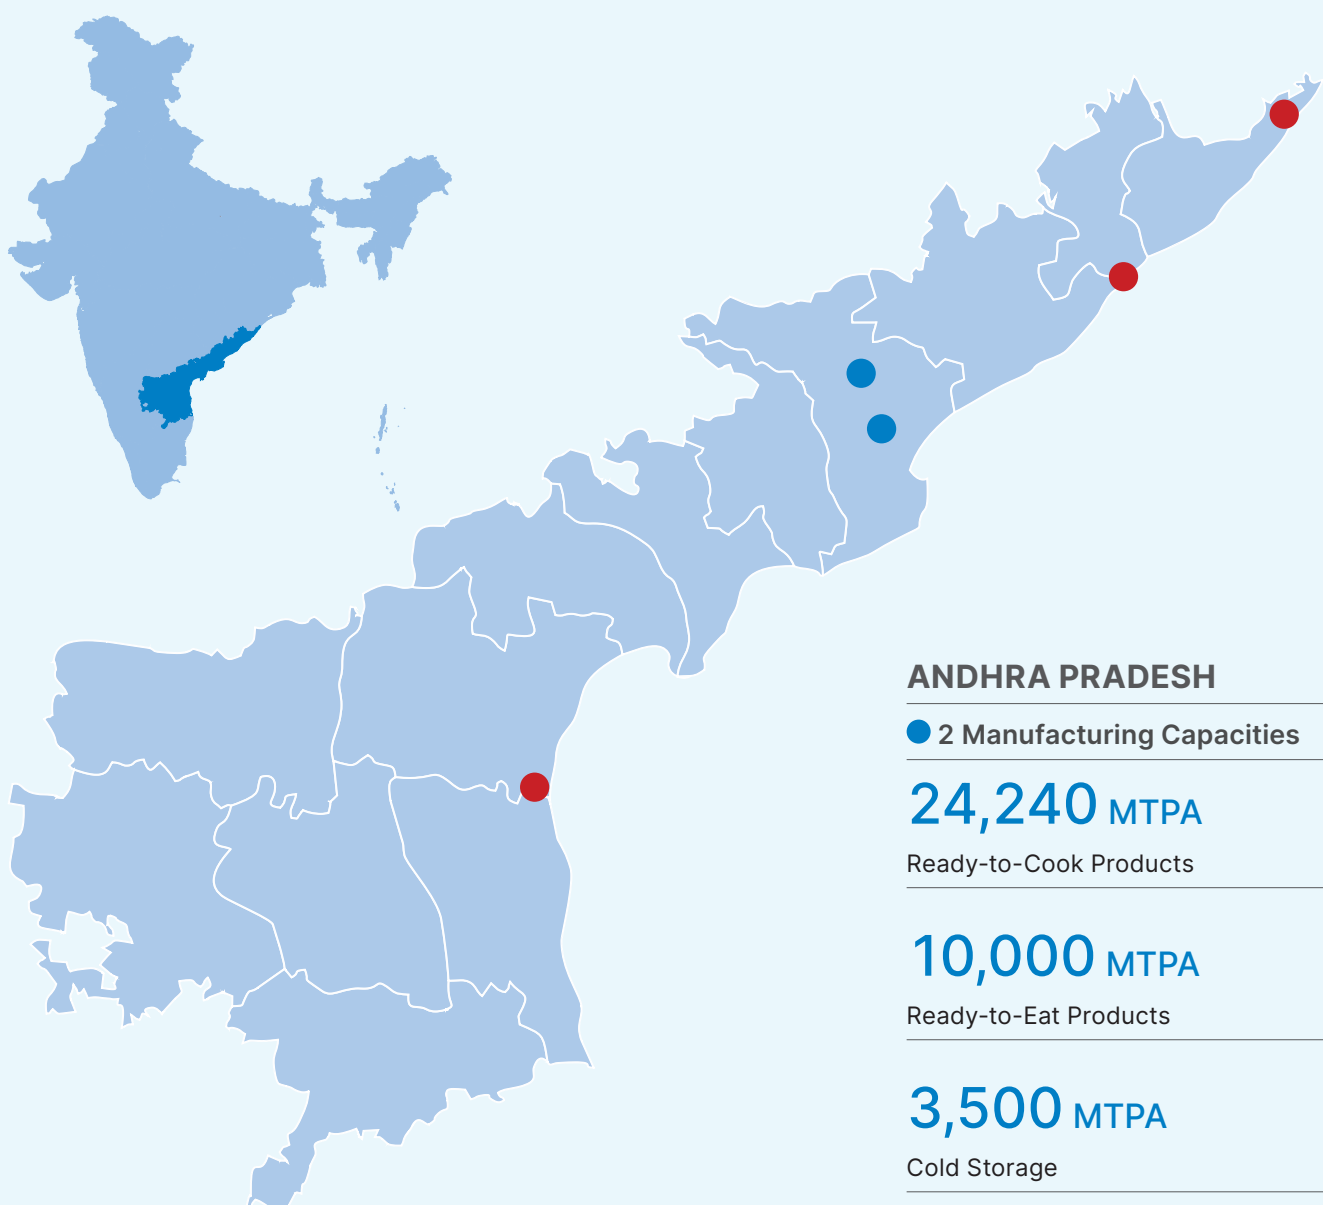 ANDHRA PRADESH
2 Manufacturing Capacities
24,240 MTPA
Ready-to-Cook Products
10,000 MTPA
Ready-to-Eat Products
3,500 MTPA
Cold Storage